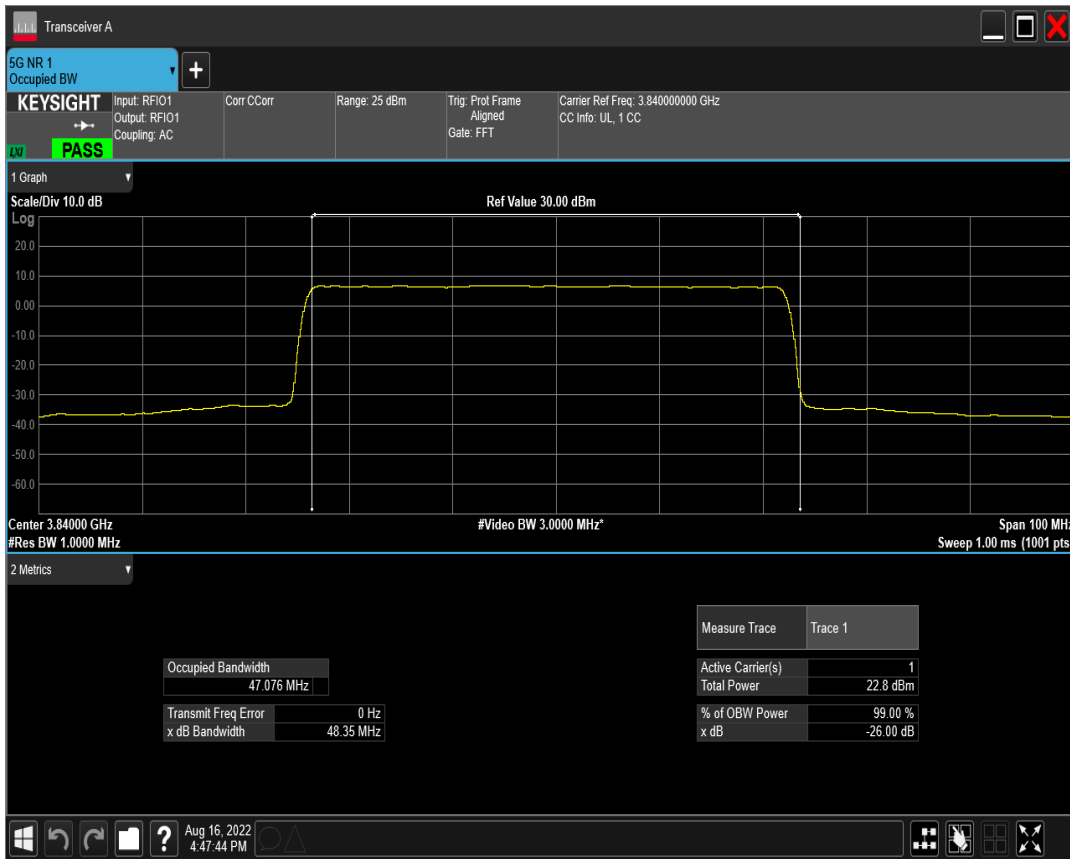 Transceiver A
5G NR 1
Occupied BW
KEYSIGHT
LXI
PASS
Input: RFIO1
Output: RFIO1
Coupling: AC
Corr CCorr
Range: 25 dBm
Trig: Prot Frame
Aligned
Gate: FFT
Carrier Ref Freq: 3.840000000 GHz
CC Info: UL, 1 CC
1 Graph
Scale/Div 10.0 dB
Ref Value 30.00 dBm
Log
20.0
10.0
0.00
-10.0
-20.0
-30.0
-40.0
-50.0
-60.0
Center 3.84000 GHz
#Video BW 3.0000 MHz*
Span 100 MHz
#Res BW 1.0000 MHz
Sweep 1.00 ms (1001 pts
2 Metrics
Measure Trace Trace 1
Occupied Bandwidth
47.076 MHz
Active Carrier(s) 1
Total Power 22.8 dBm
Transmit Freq Error 0 Hz
x dB Bandwidth 48.35 MHz
% of OBW Power 99.00 %
x dB -26.00 dB
?
Aug 16, 2022
4:47:44 PM